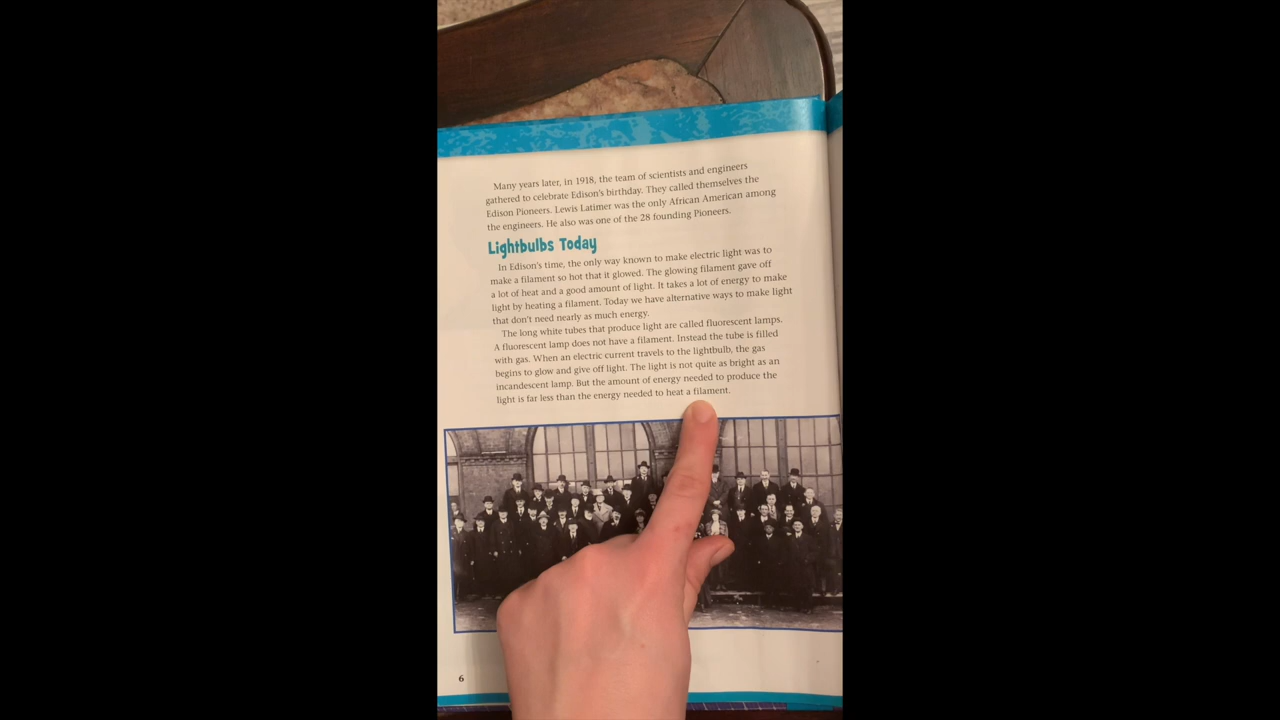 Many years later, in 1918, the team of scientists and engineers
gathered to celebrate Edison's birthday. They called themselves the
Edison Pioneers. Lewis Latimer was the only African American among
the engineers. He also was one of the 28 founding Pioneers.
Lightbulbs Today
In Edison's time, the only way known to make electric light was to
make a filament so hot that it glowed. The glowing filament gave off
a lot of heat and a good amount of light. It takes a lot of energy to make
light by heating a filament. Today we have alternative ways to make light
that don't need nearly as much energy.
The long white tubes that produce light are called fluorescent lamps.
A fluorescent lamp does not have a filament. Instead the tube is filled
with gas. When an electric current travels to the lightbulb, the gas
begins to glow and give off light. The light is not quite as bright as an
incandescent lamp. But the amount of energy needed to produce the
light is far less than the energy needed to heat a filament.
6